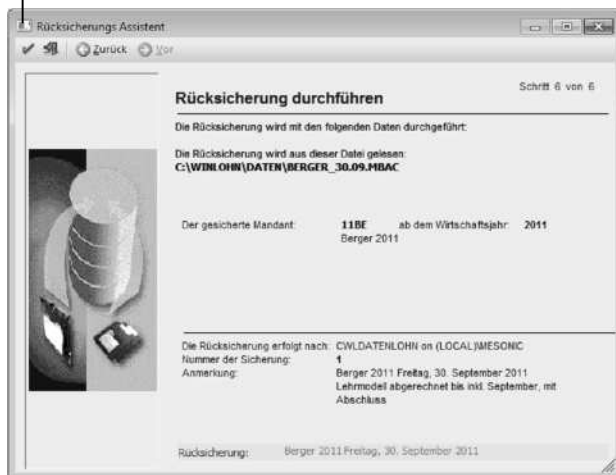 Rücksicherungs Assistent
Zurück Vor
Schritt 6 von 6
Rücksicherung durchführen
Die Rücksicherung wird mit den folgenden Daten durchgeführt:
Die Rücksicherung wird aus dieser Datei gelesen:
C:\WINLOHN\DATEN\BERGER_30.09.MBAC
Der gesicherte Mandant: 11BE ab dem Wirtschaftsjahr: 2011
Berger 2011
Die Rücksicherung erfolgt nach: CWLDATENLOHN on (LOCAL)\MESONIC
Nummer der Sicherung: 1
Anmerkung: Berger 2011 Freitag, 30. September 2011
Lehrmodell abgerechnet bis inkl. September, mit
Abschluss
Rücksicherung: Berger 2011 Freitag, 30. September 2011